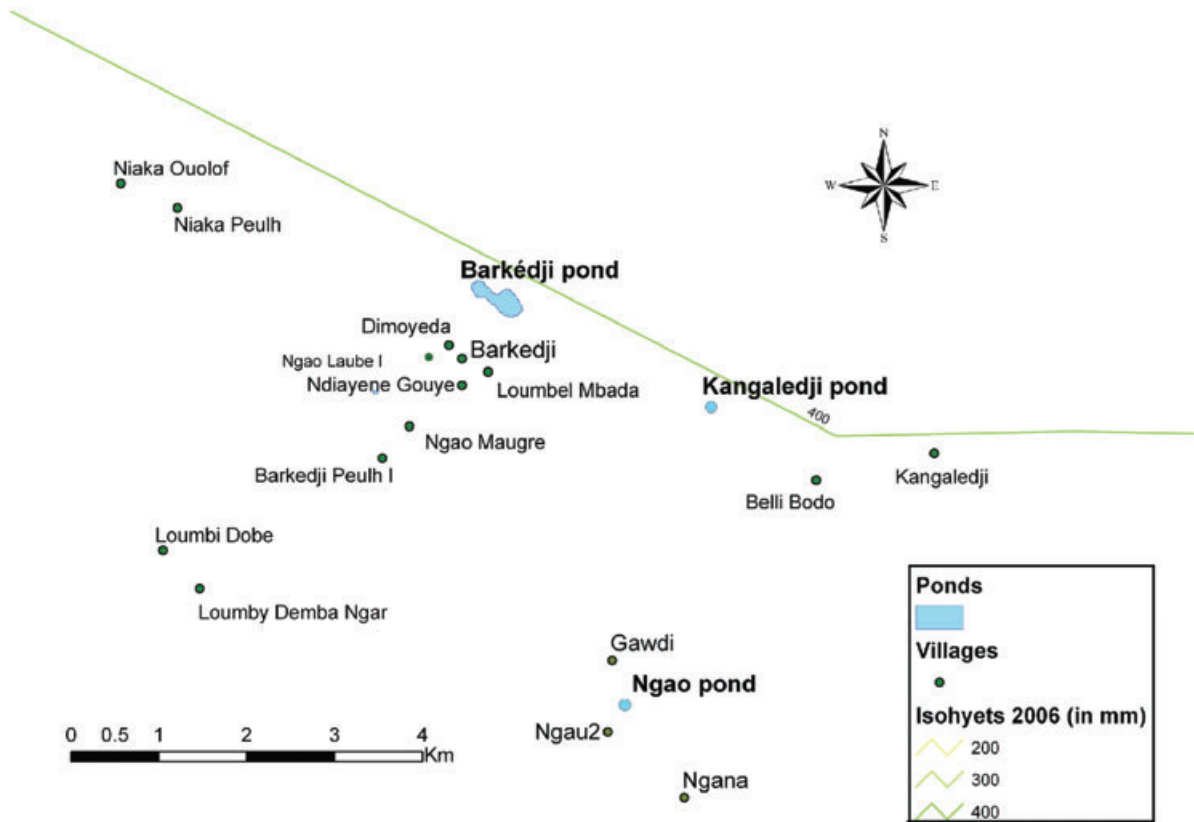 N
W E
S
Niaka Ouolof
Niaka Peulh
Barkédji pond
Dimoyeda
Barkedji
Ngao Laube I
Ndiayene Gouye
Loumbel Mbada
Kangaledji pond
400
Ngao Maugre
Barkedji Peulh I
Kangaledji
Belli Bodo
Loumbi Dobe
Loumby Demba Ngar
Gawdi
Ngao pond
Ngau2
Ngana
0 0.5 1 2 3 4
Km
Ponds
Villages
Isohyets 2006 (in mm)
200
300
400